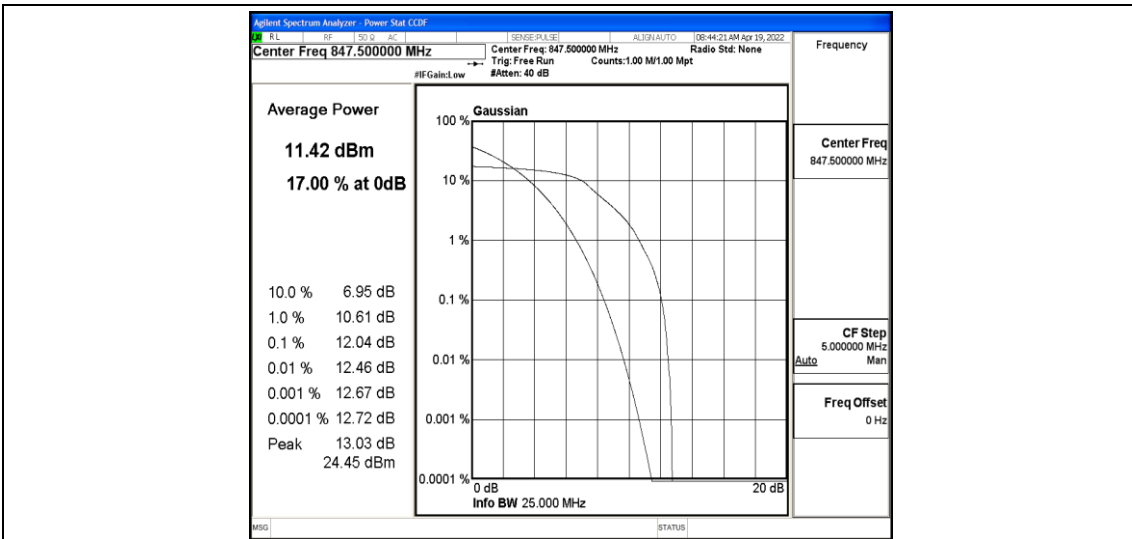 Agilent Spectrum Analyzer - Power Stat CCDF
LXI RL RF 50 Ω AC SENSE:PULSE ALIGNAUTO 08:44:21 AM Apr 19, 2022
Center Freq 847.500000 MHz
Center Freq: 847.500000 MHz Radio Std: None
Trig: Free Run Counts:1.00 M/1.00 Mpt
#IFGain:Low #Atten: 40 dB
Frequency
Average Power
11.42 dBm
17.00 % at 0dB
10.0 % 6.95 dB
1.0 % 10.61 dB
0.1 % 12.04 dB
0.01 % 12.46 dB
0.001 % 12.67 dB
0.0001 % 12.72 dB
Peak 13.03 dB
24.45 dBm
Gaussian
100 %
10 %
1 %
0.1 %
0.01 %
0.001 %
0.0001 %
0 dB 20 dB
Info BW 25.000 MHz
Center Freq
847.500000 MHz
CF Step
5.000000 MHz
Auto Man
Freq Offset
0 Hz
MSG STATUS